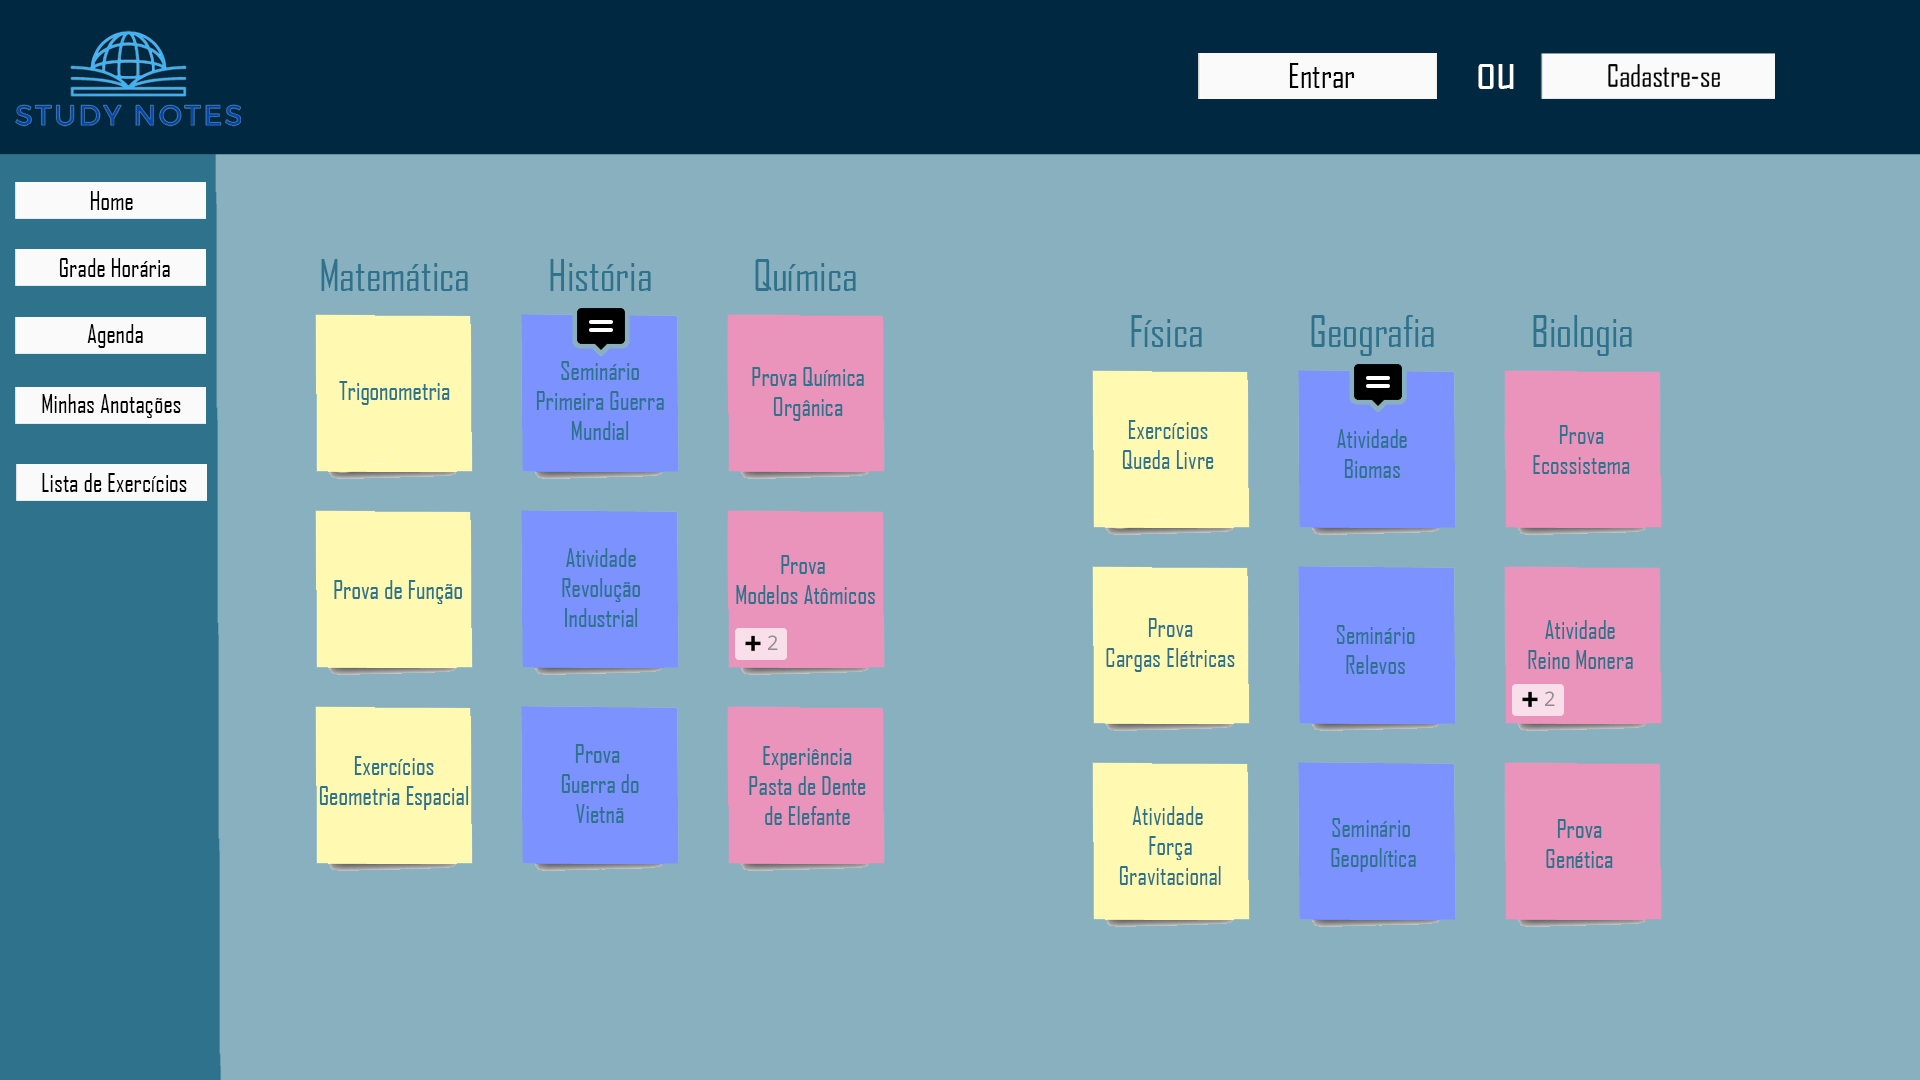 STUDY NOTES
Entrar
ou
Cadastre-se
Home
Grade Horária
Agenda
Minhas Anotações
Lista de Exercícios
Matemática
Trigonometria
Prova de Função
Exercícios
Geometria Espacial
História
Seminário
Primeira Guerra
Mundial
Atividade
Revolução
Industrial
Prova
Guerra do
Vietnã
Química
Prova Química
Orgânica
Prova
Modelos Atômicos
+ 2
Experiência
Pasta de Dente
de Elefante
Física
Exercícios
Queda Livre
Prova
Cargas Elétricas
Atividade
Força
Gravitacional
Geografia
Atividade
Biomas
Seminário
Relevos
Seminário
Geopolítica
Biologia
Prova
Ecossistema
Atividade
Reino Monera
+ 2
Prova
Genética